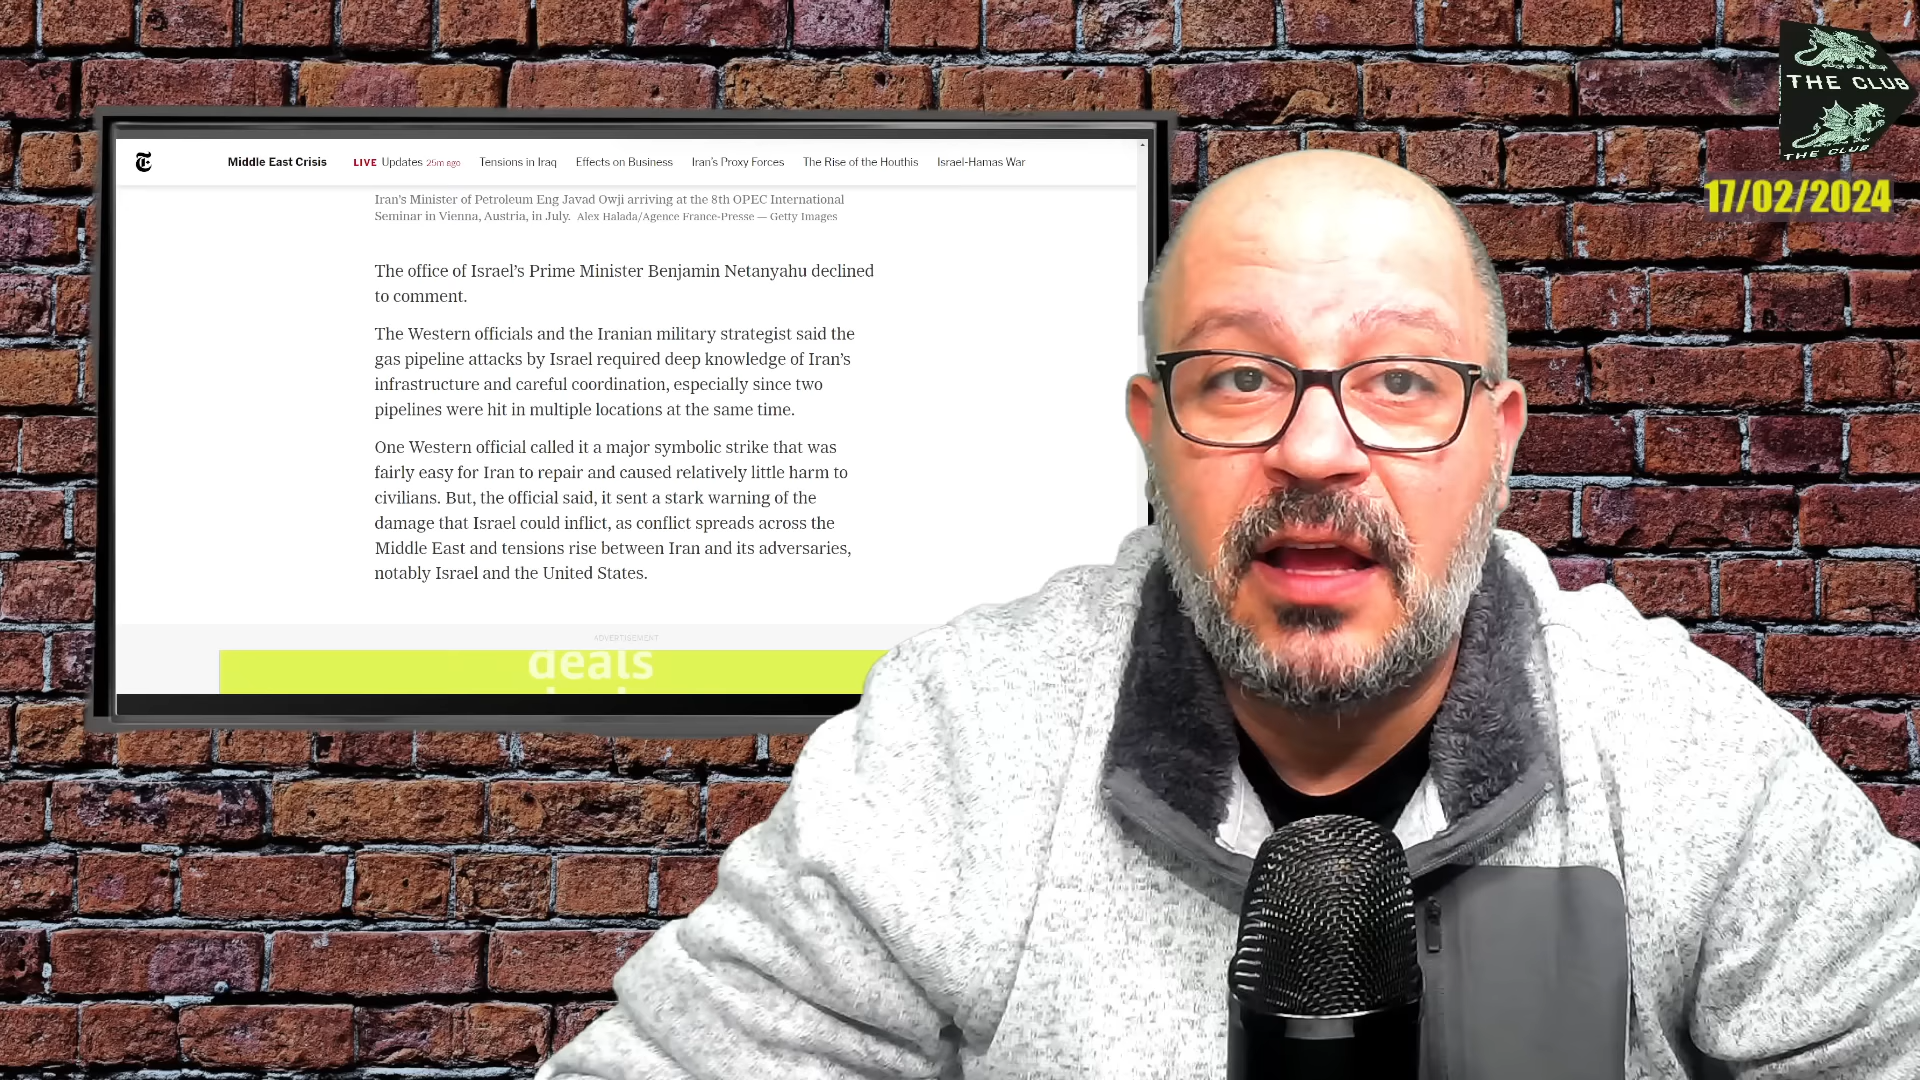 THE CLUB
THE CLUB
17/02/2024
Middle East Crisis LIVE Updates 25m ago Tensions in Iraq Effects on Business Iran's Proxy Forces The Rise of the Houthis Israel-Hamas War
Iran's Minister of Petroleum Eng Javad Owji arriving at the 8th OPEC International
Seminar in Vienna, Austria, in July. Alex Halada/Agence France-Presse — Getty Images
The office of Israel's Prime Minister Benjamin Netanyahu declined
to comment.
The Western officials and the Iranian military strategist said the
gas pipeline attacks by Israel required deep knowledge of Iran's
infrastructure and careful coordination, especially since two
pipelines were hit in multiple locations at the same time.
One Western official called it a major symbolic strike that was
fairly easy for Iran to repair and caused relatively little harm to
civilians. But, the official said, it sent a stark warning of the
damage that Israel could inflict, as conflict spreads across the
Middle East and tensions rise between Iran and its adversaries,
notably Israel and the United States.
ADVERTISEMENT
deals